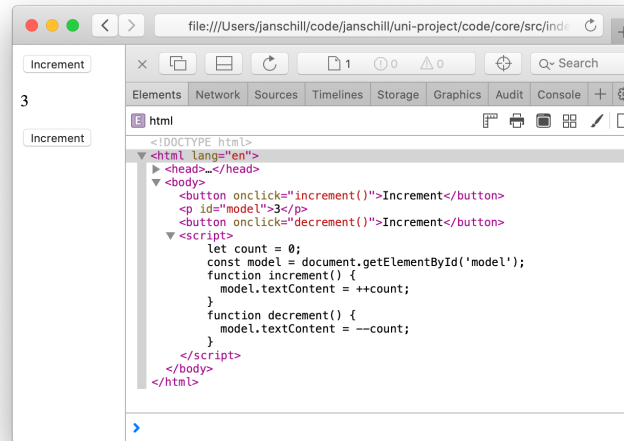 file:///Users/janschill/code/janschill/uni-project/code/core/src/inde
Increment
3
Increment
1 0 0 Search
Elements Network Sources Timelines Storage Graphics Audit Console
E html
<!DOCTYPE html>
<html lang="en">
<head>…</head>
<body>
<button onclick="increment()">Increment</button>
<p id="model">3</p>
<button onclick="decrement()">Increment</button>
<script>
let count = 0;
const model = document.getElementById('model');
function increment() {
model.textContent = ++count;
}
function decrement() {
model.textContent = --count;
}
</script>
</body>
</html>